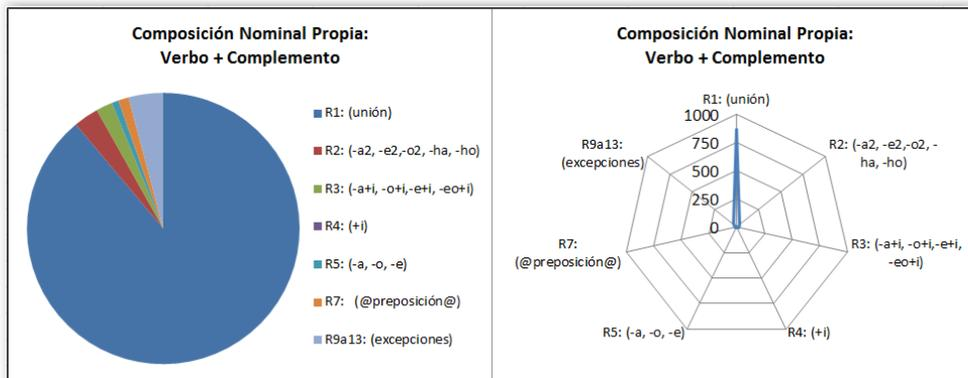 Composición Nominal Propia:
Verbo + Complemento
R1: (unión)
R2: (-a2, -e2,-o2, -ha, -ho)
R3: (-a+i, -o+i,-e+i, -eo+i)
R4: (+i)
R5: (-a, -o, -e)
R7: (@preposición@)
R9a13: (excepciones)
Composición Nominal Propia:
Verbo + Complemento
R1: (unión)
1000
750
500
250
0
R2: (-a2, -e2,-o2, -
ha, -ho)
R3: (-a+i, -o+i,-e+i,
-eo+i)
R4: (+i)
R5: (-a, -o, -e)
R7:
(@preposición@)
R9a13:
(excepciones)